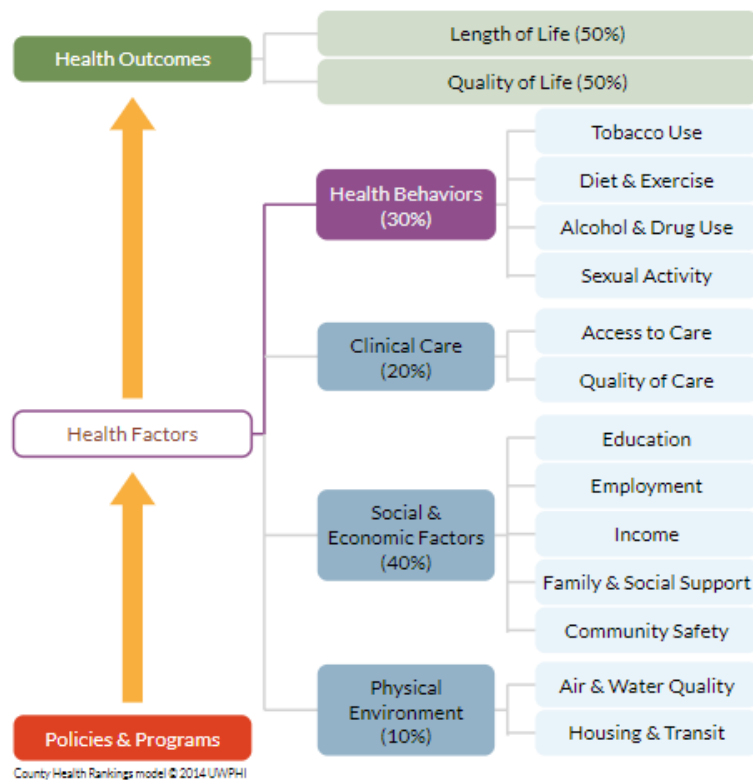 Health Outcomes
Length of Life (50%)
Quality of Life (50%)
Health Behaviors
(30%)
Tobacco Use
Diet & Exercise
Alcohol & Drug Use
Sexual Activity
Clinical Care
(20%)
Access to Care
Quality of Care
Health Factors
Social &
Economic Factors
(40%)
Education
Employment
Income
Family & Social Support
Community Safety
Physical
Environment
(10%)
Air & Water Quality
Housing & Transit
Policies & Programs
County Health Rankings model © 2014 UWPHI